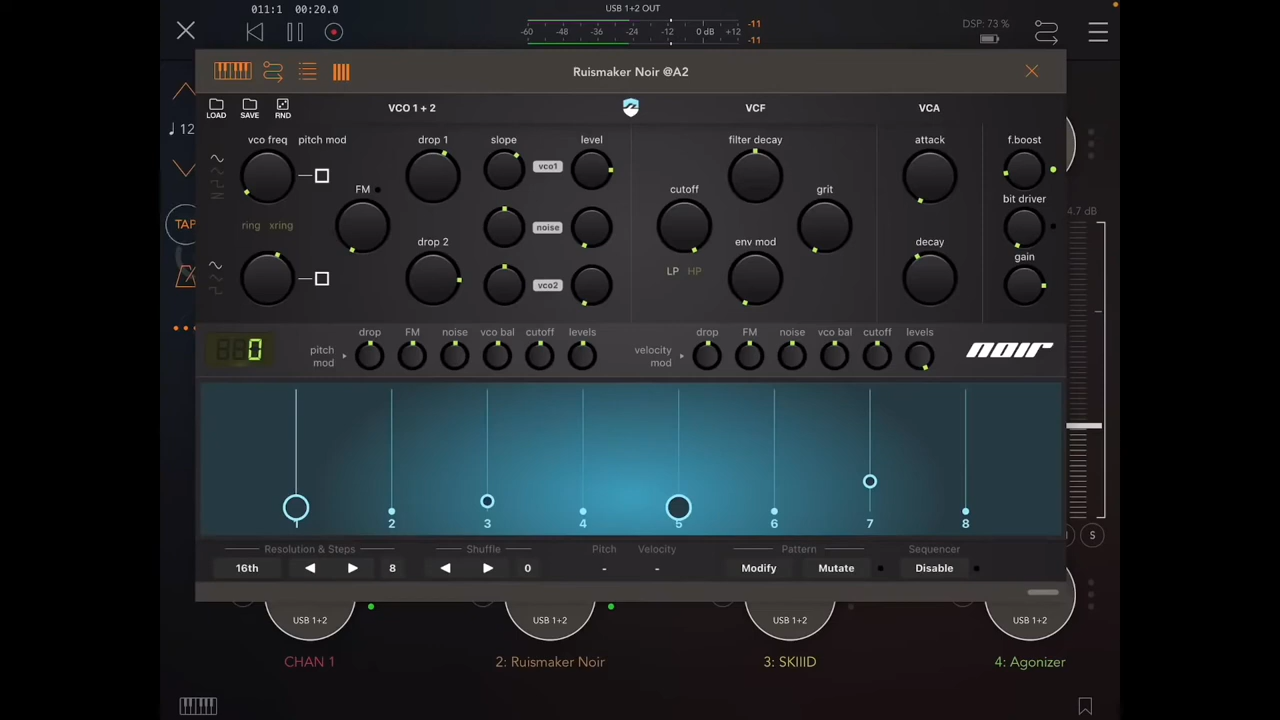 011:1 00:20.0
USB 1+2 OUT
-60 -48 -36 -24 -12 0 dB +12
-11
-11
DSP: 73 %
Ruismaker Noir @A2
LOAD SAVE RND
VCO 1 + 2
VCF
VCA
vco freq pitch mod drop 1 slope level filter decay attack f.boost
vco1
FM cutoff grit bit driver
ring xring noise
drop 2 env mod decay gain
LP HP
vco2
4.7 dB
TAP
12
0
pitch mod
drop FM noise vco bal cutoff levels
velocity mod
drop FM noise vco bal cutoff levels
noir
1 2 3 4 5 6 7 8
Resolution & Steps Shuffle Pitch Velocity Pattern Sequencer
16th 8 0 - - Modify Mutate Disable
S
USB 1+2 USB 1+2 USB 1+2 USB 1+2
CHAN 1 2: Ruismaker Noir 3: SKIIID 4: Agonizer